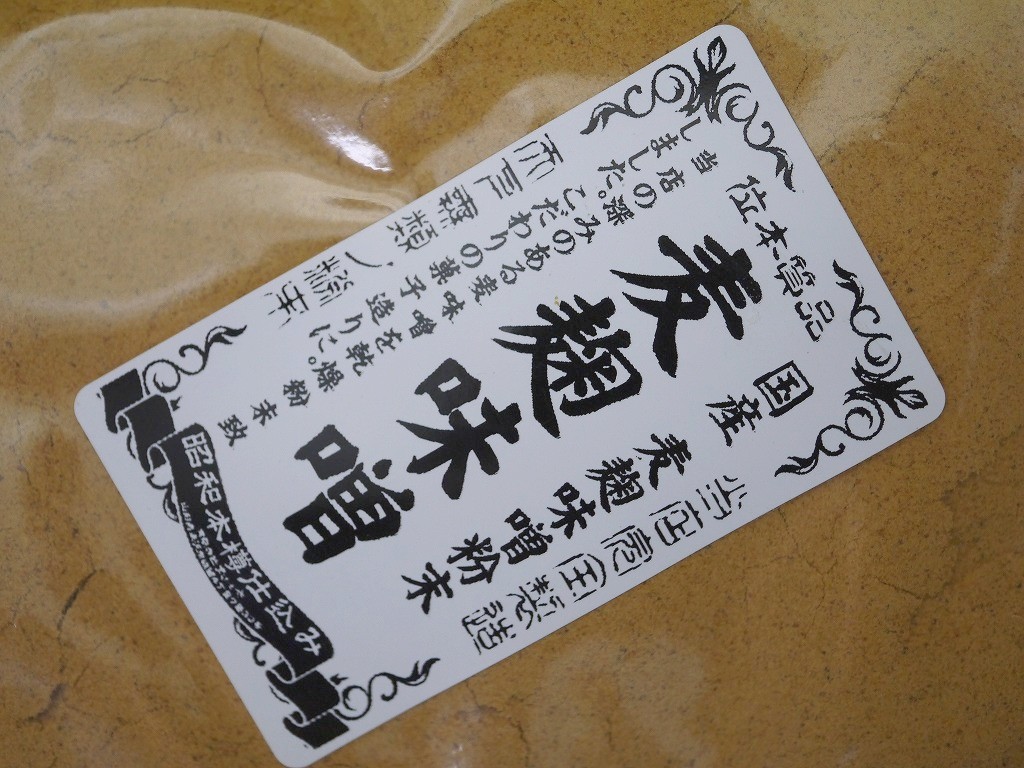 当店完全製造
国産 麦麹味噌粉末
麦麹味噌
当店の深みのある麦味噌を乾燥粉末致
しました。こだわりの菓子造りに。
昭和本樽仕込み